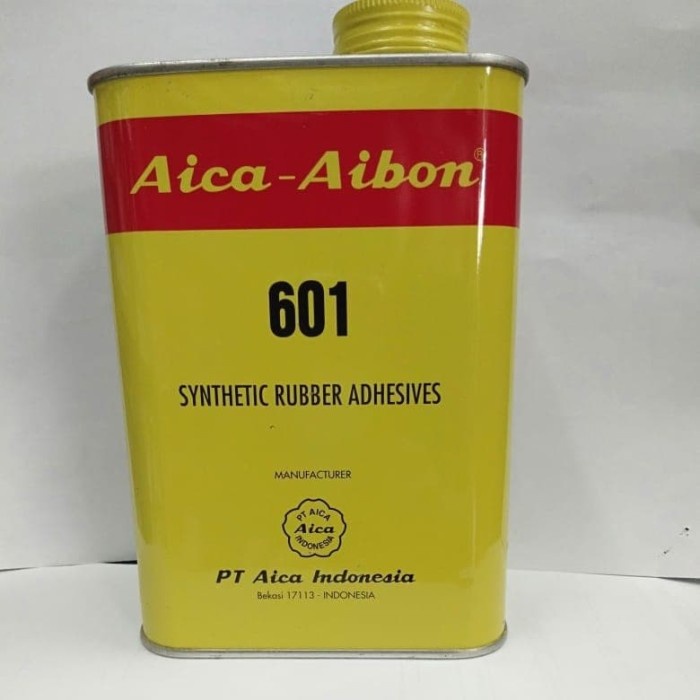 Aica-Aibon®
601
SYNTHETIC RUBBER ADHESIVES
MANUFACTURER
PT AICA
Aica
INDONESIA
PT Aica Indonesia
Bekasi 17113 - INDONESIA